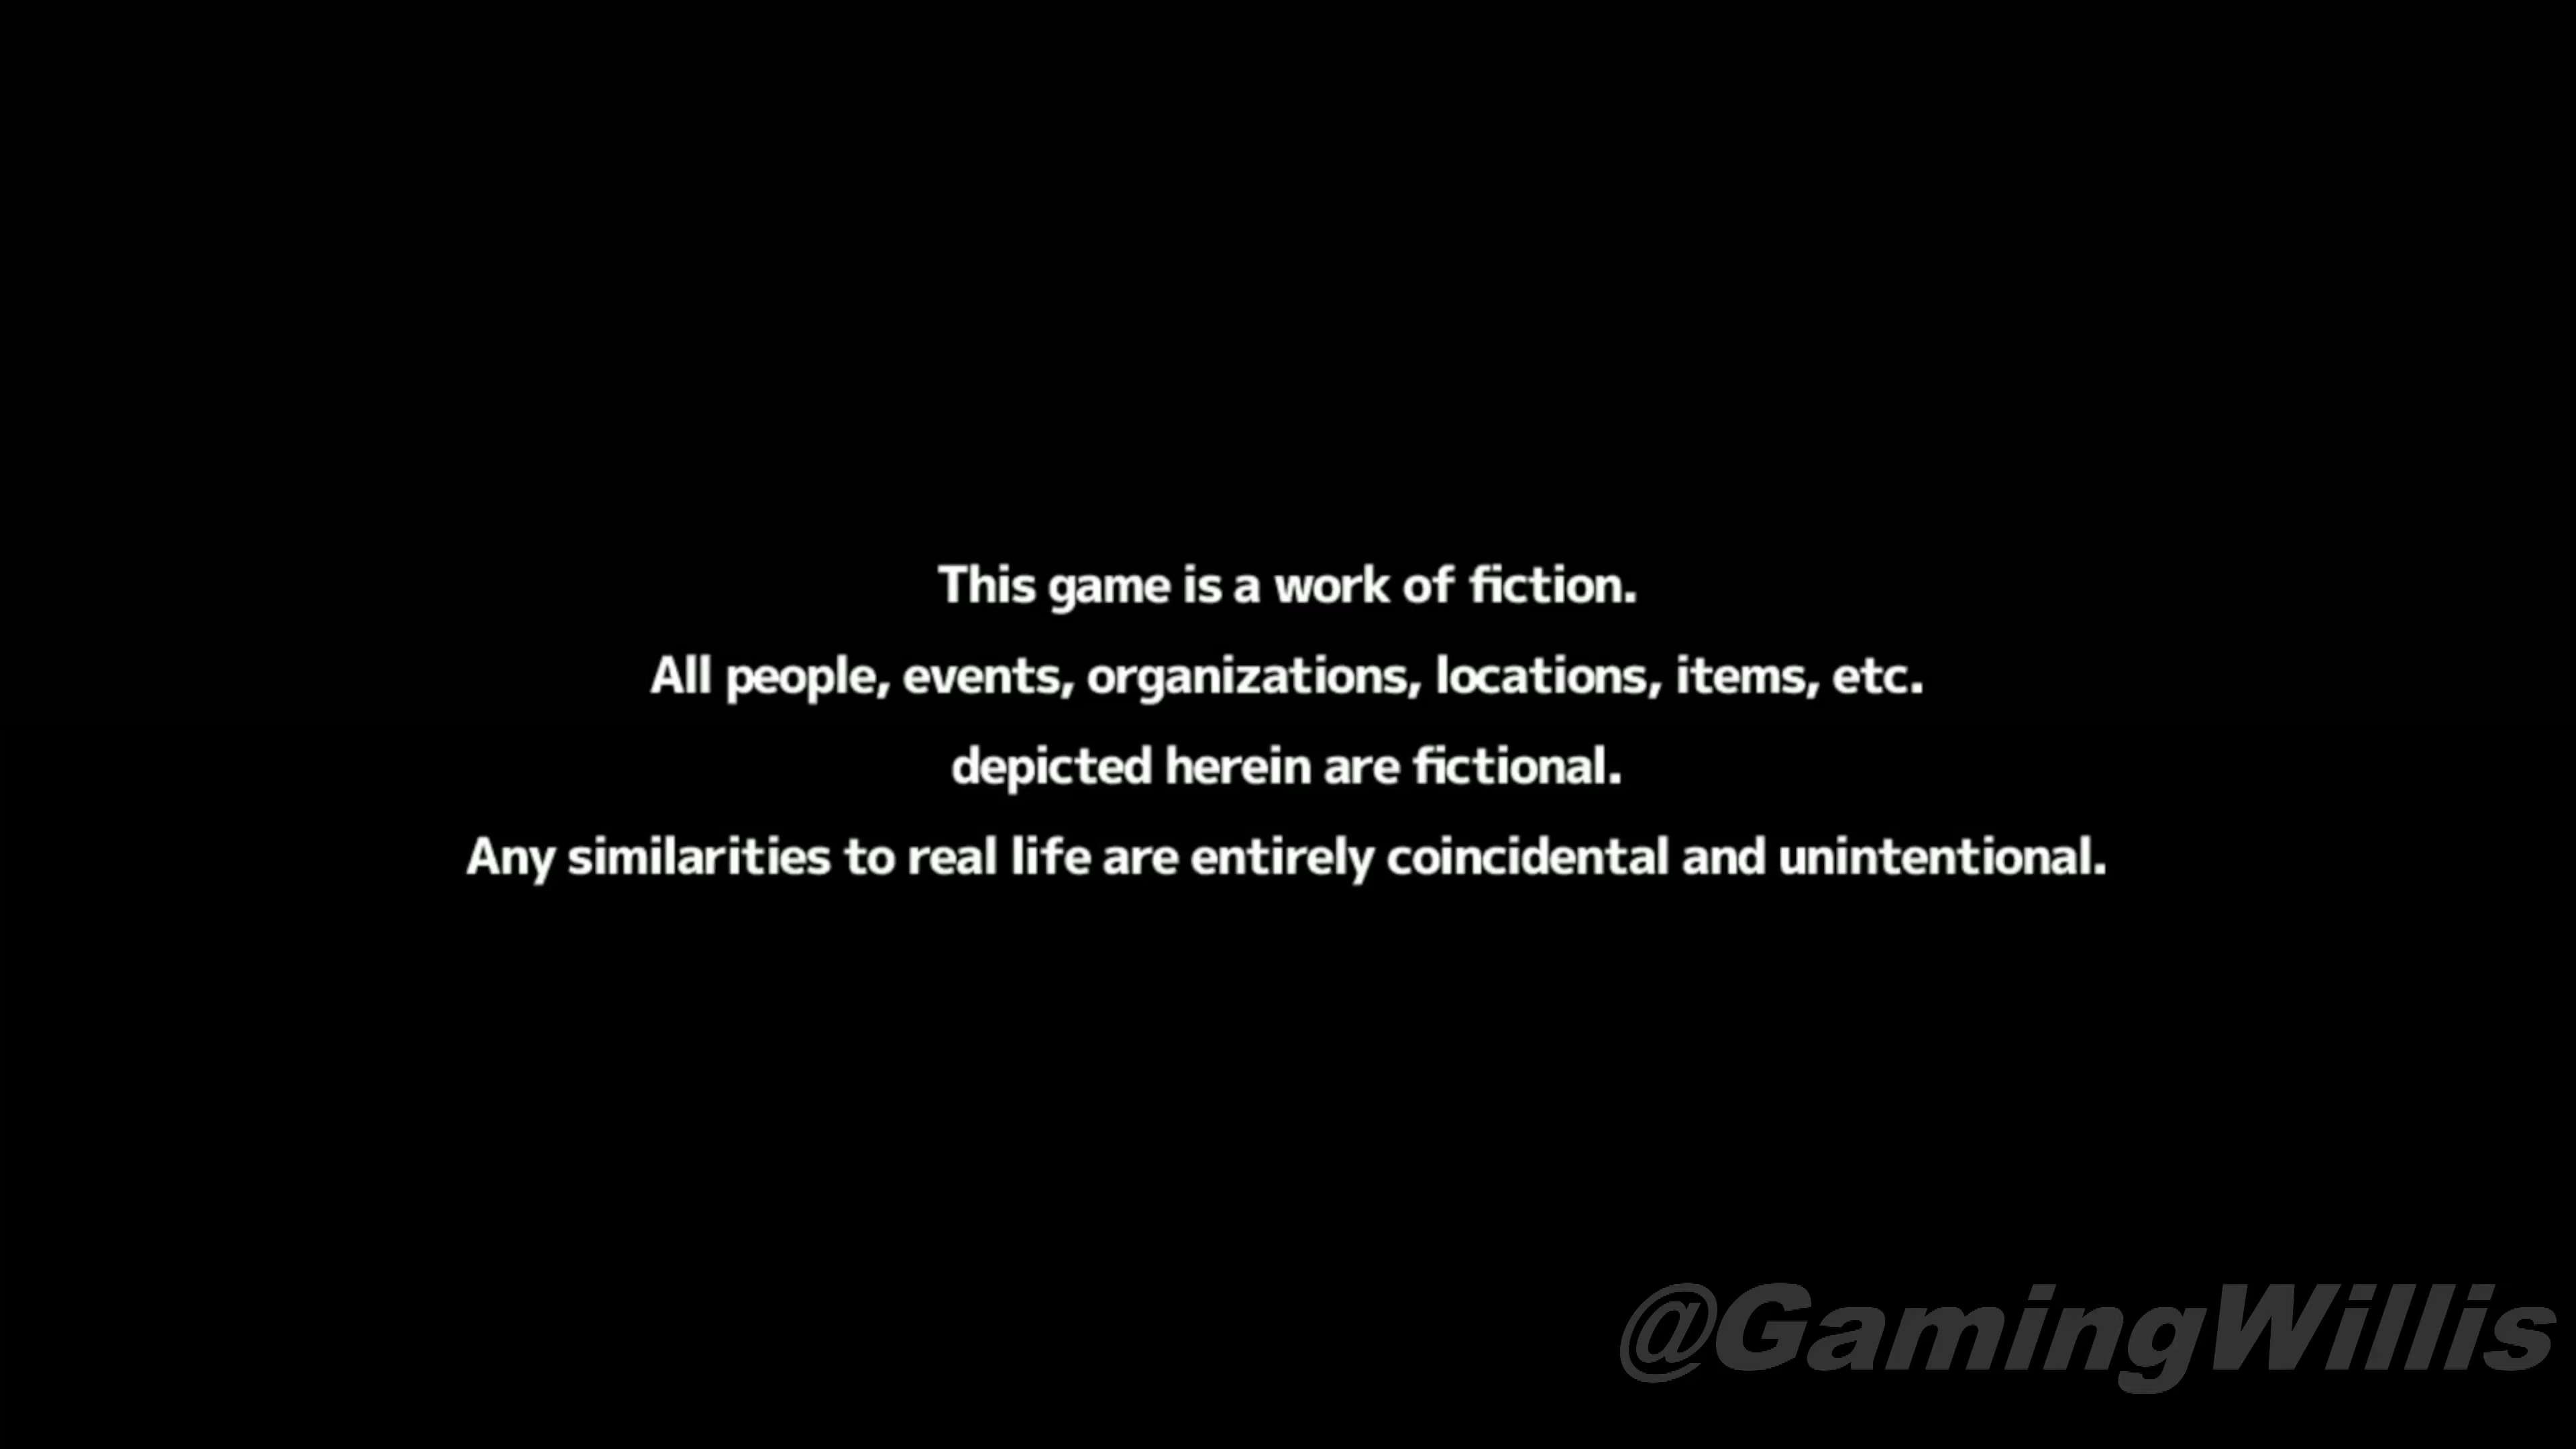 This game is a work of fiction.
All people, events, organizations, locations, items, etc.
depicted herein are fictional.
Any similarities to real life are entirely coincidental and unintentional.
@GamingWillis